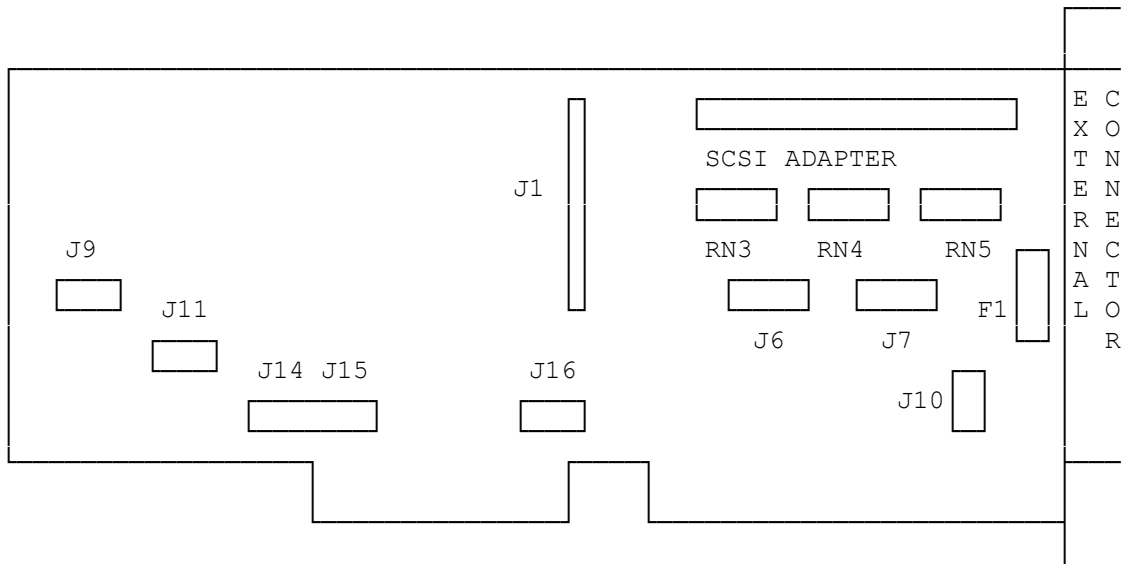 SCSI ADAPTER
J1
RN3 RN4 RN5
J9
J11
F1
J6 J7
J14 J15
J16
J10
EXTERNAL
CONNECTOR